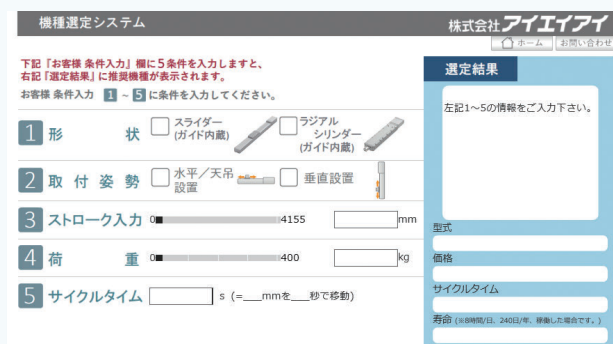 機種選定システム
株式会社アイエイアイ
ホーム お問い合わせ
下記『お客様 条件入力』欄に5条件を入力しますと、
右記『選定結果』に推奨機種が表示されます。
お客様 条件入力 1 ~ 5 に条件を入力してください。
1 形 状 スライダー (ガイド内蔵) ラジアル シリンダー (ガイド内蔵)
2 取 付 姿 勢 水平／天吊 設置 垂直設置
3 ストローク入力 0 4155 mm
4 荷 重 0 400 kg
5 サイクルタイム s (=___mmを___秒で移動)
選定結果
左記1~5の情報をご入力下さい。
型式
価格
サイクルタイム
寿命 (※8時間/日、240日/年、稼働した場合です。)